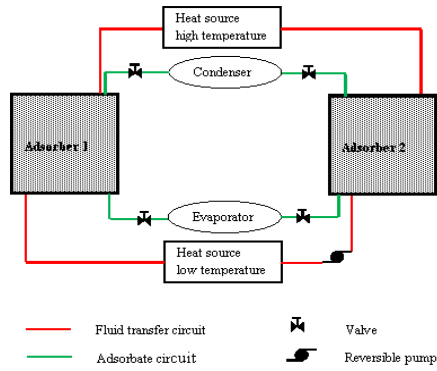 Heat source
high temperature
Condenser
Adsorber 1
Adsorber 2
Evaporator
Heat source
low temperature
Fluid transfer circuit
Valve
Adsorbate circuit
Reversible pump